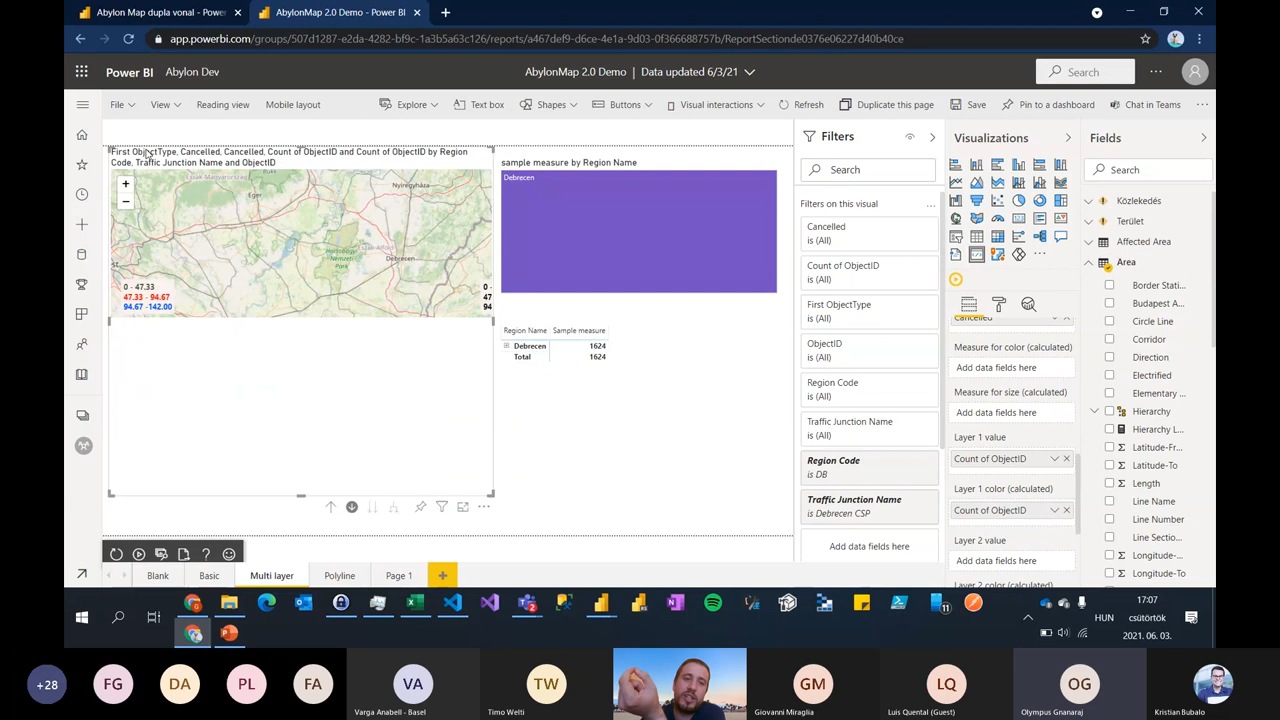 Abylon Map dupla vonal - Power BI
AbylonMap 2.0 Demo - Power BI
app.powerbi.com/groups/507d1287-e2da-4282-bf9c-1a3b5a63c126/reports/a467def9-d6ce-4e1a-9d03-0f366688757b/ReportSectionde0376e06227d40b40ce
Power BI
Abylon Dev
AbylonMap 2.0 Demo | Data updated 6/3/21
Search
File
View
Reading view
Mobile layout
Explore
Text box
Shapes
Buttons
Visual interactions
Refresh
Duplicate this page
Save
Pin to a dashboard
Chat in Teams
First ObjectType, Cancelled, Cancelled, Count of ObjectID and Count of ObjectID by Region
Code, Traffic Junction Name and ObjectID
Eger
Nyíregyháza
Debrecen
0 - 47.33
47.33 - 94.67
94.67 -142.00
0 -
47
94
sample measure by Region Name
Debrecen
Region Name Sample measure
Debrecen 1624
Total 1624
Filters
Search
Filters on this visual
Cancelled
is (All)
Count of ObjectID
is (All)
First ObjectType
is (All)
ObjectID
is (All)
Region Code
is (All)
Traffic Junction Name
is (All)
Region Code
is DB
Traffic Junction Name
is Debrecen CSP
Add data fields here
Visualizations
Cancelled
Measure for color (calculated)
Add data fields here
Measure for size (calculated)
Add data fields here
Layer 1 value
Count of ObjectID
Layer 1 color (calculated)
Count of ObjectID
Layer 2 value
Add data fields here
Layer 2 color (calculated)
Fields
Search
Közlekedés
Terület
Affected Area
Area
Border Stati...
Budapest A...
Circle Line
Corridor
Direction
Electrified
Elementary ...
Hierarchy
Hierarchy L...
Latitude-Fr...
Latitude-To
Length
Line Name
Line Number
Line Sectio...
Longitude-...
Longitude-To
Blank
Basic
Multi layer
Polyline
Page 1
11
HUN
17:07
csütörtök
2021. 06. 03.
+28
FG
DA
PL
FA
VA
Varga Anabell - Basel
TW
Timo Welti
GM
Giovanni Miraglia
LQ
Luis Quental (Guest)
OG
Olympus Gnanaraj
Kristian Bubalo